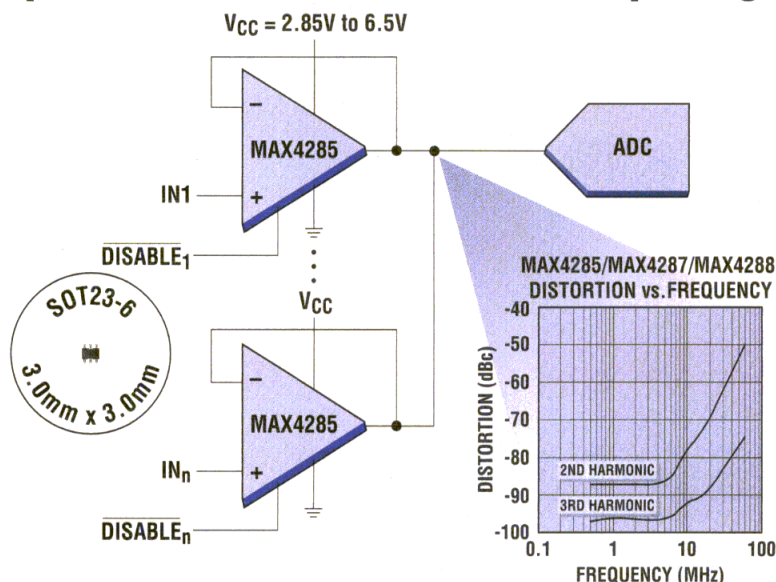 VCC = 2.85V to 6.5V
−
MAX4285
ADC
IN1
+
DISABLE1
MAX4285/MAX4287/MAX4288
DISTORTION vs.FREQUENCY
VCC
SOT23-6
3.0mm x 3.0mm
−
MAX4285
INn
+
DISABLEn
DISTORTION (dBc)
-40
-50
-60
-70
-80
-90
-100
2ND HARMONIC
3RD HARMONIC
0.1 1 10 100
FREQUENCY (MHz)